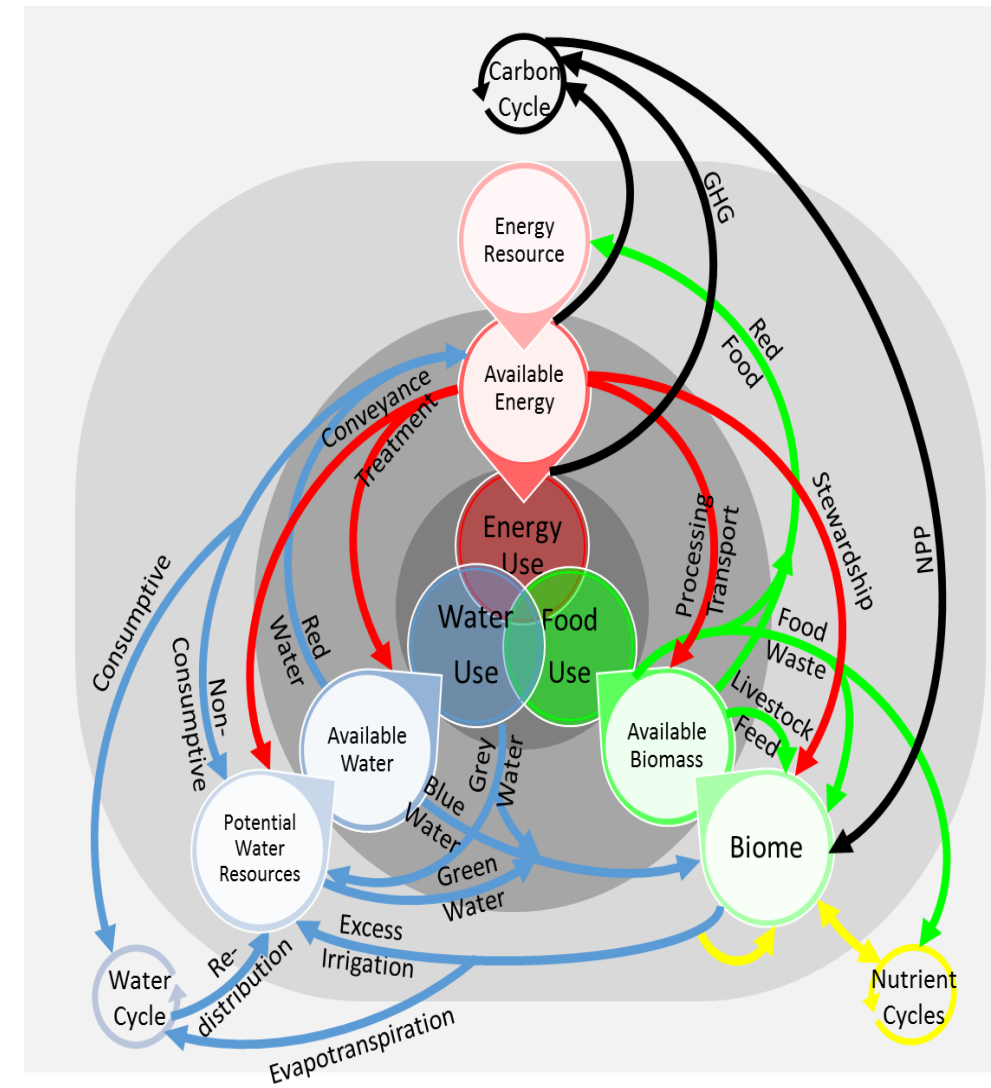 Carbon
Cycle
GHG
Energy
Resource
Red
Food
Available
Energy
Conveyance
Treatment
Processing
Transport
Stewardship
NPP
Energy
Use
Water
Use
Food
Use
Consumptive
Non-
Consumptive
Red
Water
Food
Waste
Livestock
Feed
Available
Water
Available
Biomass
Grey
Water
Blue
Water
Potential
Water
Resources
Green
Water
Biome
Excess
Irrigation
Water
Cycle
Re-
distribution
Evapotranspiration
Nutrient
Cycles